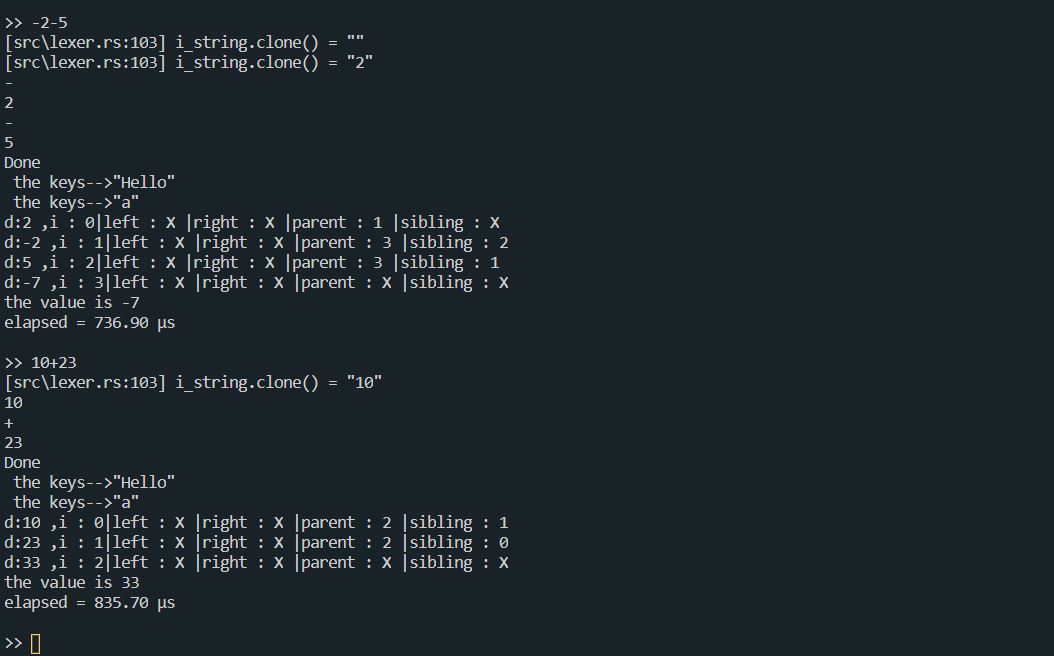 >> -2-5
[src\lexer.rs:103] i_string.clone() = ""
[src\lexer.rs:103] i_string.clone() = "2"
-
2
-
5
Done
 the keys-->"Hello"
 the keys-->"a"
d:2 ,i : 0|left : X |right : X |parent : 1 |sibling : X
d:-2 ,i : 1|left : X |right : X |parent : 3 |sibling : 2
d:5 ,i : 2|left : X |right : X |parent : 3 |sibling : 1
d:-7 ,i : 3|left : X |right : X |parent : X |sibling : X
the value is -7
elapsed = 736.90 µs

>> 10+23
[src\lexer.rs:103] i_string.clone() = "10"
10
+
23
Done
 the keys-->"Hello"
 the keys-->"a"
d:10 ,i : 0|left : X |right : X |parent : 2 |sibling : 1
d:23 ,i : 1|left : X |right : X |parent : 2 |sibling : 0
d:33 ,i : 2|left : X |right : X |parent : X |sibling : X
the value is 33
elapsed = 835.70 µs

>>